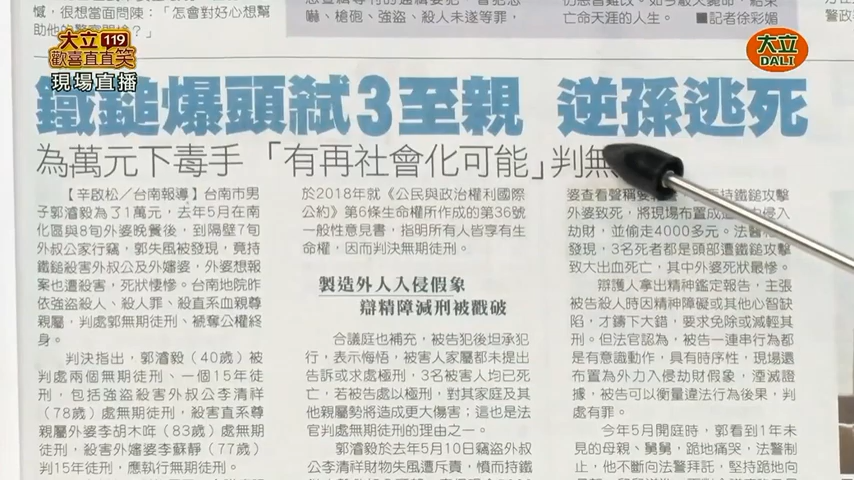 憾，很想當面問陳：「怎會對好心想幫
大立119
歡喜直直笑
現場直播
大立
DALI
■記者徐彩媚
鐵鎚爆頭弒3至親 逆孫逃死
為萬元下毒手「有再社會化可能」判無
【辛啟松／台南報導】台南市男
子郭濬毅為了1萬元，去年5月在南
化區與8旬外婆晚餐後，到隔壁7旬
外叔公家行竊，郭失風被發現，竟持
鐵鎚殺害外叔公及外嬸婆，外婆想報
案也遭殺害，死狀悽慘。台南地院昨
依強盜殺人、殺人罪、殺直系血親尊
親屬，判處郭無期徒刑、褫奪公權終
身。
判決指出，郭濬毅（40歲）被
判處兩個無期徒刑、一個15年徒
刑，包括強盜殺害外叔公李清祥
（78歲）處無期徒刑，殺害直系尊
親屬外婆李胡木咗（83歲）處無期
徒刑，殺害外嬸婆李蘇靜（77歲）
判15年徒刑，應執行無期徒刑。
於2018年就《公民與政治權利國際
公約》第6條生命權所作成的第36號
一般性意見書，指明所有人皆享有生
命權，因而判決無期徒刑。
製造外人入侵假象
辯精障減刑被戳破
合議庭也補充，被告犯後坦承犯
行，表示悔悟，被害人家屬都未提出
告訴或求處極刑，3名被害人均已死
亡，若被告處以極刑，對其家庭及其
他親屬勢將造成更大傷害；這也是法
官判處無期徒刑的理由之一。
郭濬毅於去年5月10日竊盜外叔
公李清祥財物失風遭斥責，憤而持鐵
婆查看聲稱要報 持鐵鎚攻擊
外婆致死，將現場布置成 侵入
劫財，並偷走4000多元。法醫
發現，3名死者都是頭部遭鐵鎚攻擊
致大出血死亡，其中外婆死狀最慘。
辯護人拿出精神鑑定報告，主張
被告殺人時因精神障礙或其他心智缺
陷，才鑄下大錯，要求免除或減輕其
刑。但法官認為，被告一連串行為都
是有意識動作，具有時序性，現場還
布置為外力入侵劫財假象，湮滅證
據，被告可以衡量違法行為後果，判
處有罪。
今年5月開庭時，郭看到1年未
見的母親、舅舅，跪地痛哭，法警制
止，他不斷向法警拜託，堅持跪地向